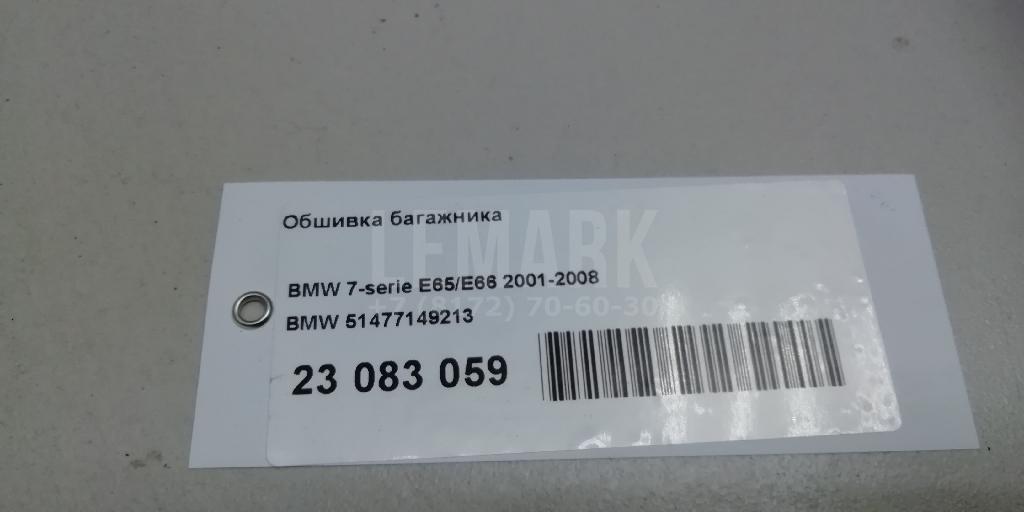 Обшивка багажника
LEMARK
BMW 7-serie E65/E66 2001-2008
+7 (8172) 70-60-30
BMW 51477149213
23 083 059